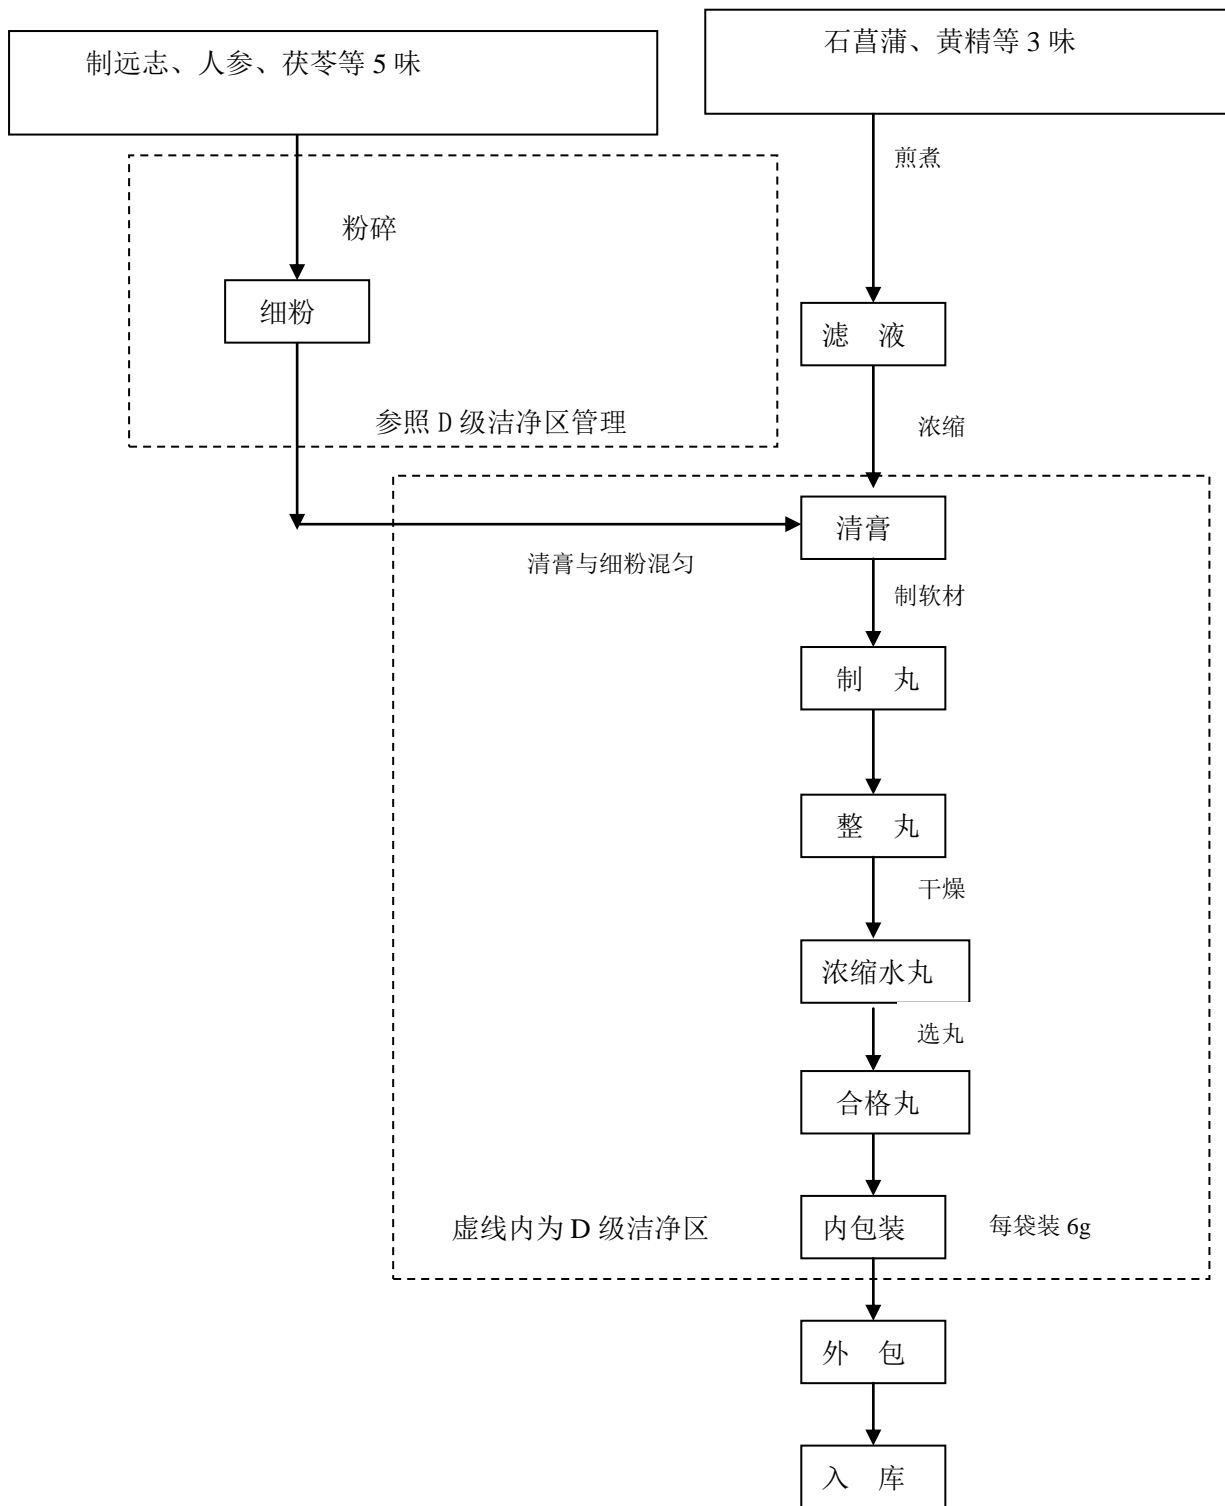 制远志、人参、茯苓等 5 味
石菖蒲、黄精等 3 味
煎煮
粉碎
细粉
滤 液
参照 D 级洁净区管理
浓缩
清膏
清膏与细粉混匀
制软材
制 丸
整 丸
干燥
浓缩水丸
选丸
合格丸
虚线内为 D 级洁净区
内包装
每袋装 6g
外 包
入 库